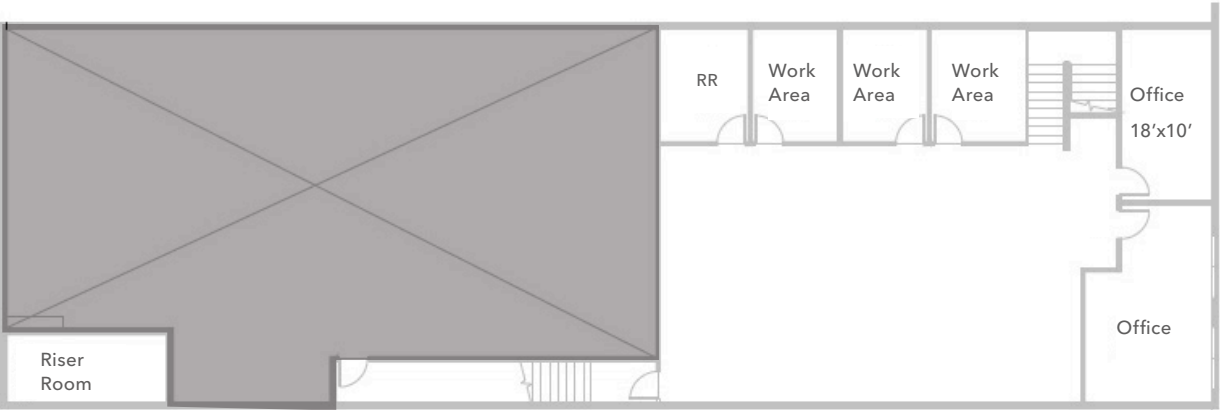 RR
Work
Area
Work
Area
Work
Area
Office
18’x10’
Office
Riser
Room